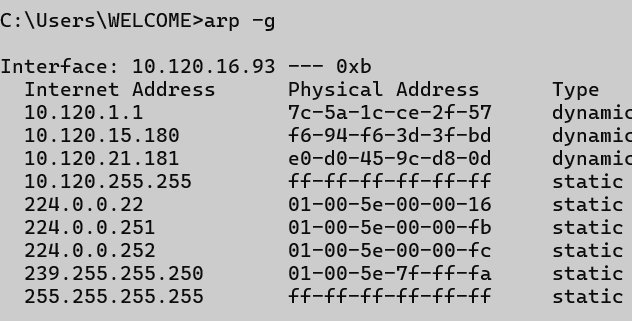 C:\Users\WELCOME>arp -g
Interface: 10.120.16.93 --- 0xb
Internet Address Physical Address Type
10.120.1.1 7c-5a-1c-ce-2f-57 dynamic
10.120.15.180 f6-94-f6-3d-3f-bd dynamic
10.120.21.181 e0-d0-45-9c-d8-0d dynamic
10.120.255.255 ff-ff-ff-ff-ff-ff static
224.0.0.22 01-00-5e-00-00-16 static
224.0.0.251 01-00-5e-00-00-fb static
224.0.0.252 01-00-5e-00-00-fc static
239.255.255.250 01-00-5e-7f-ff-fa static
255.255.255.255 ff-ff-ff-ff-ff-ff static